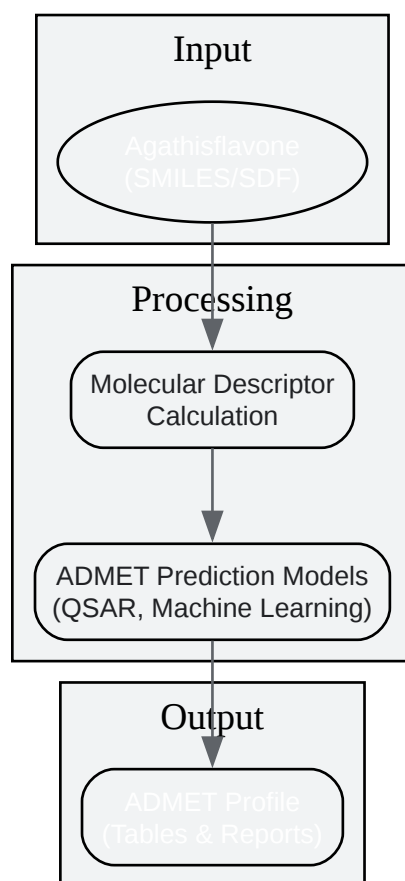 Input
Agathisflavone
(SMILES/SDF)
Processing
Molecular Descriptor
Calculation
ADMET Prediction Models
(QSAR, Machine Learning)
Output
ADMET Profile
(Tables & Reports)